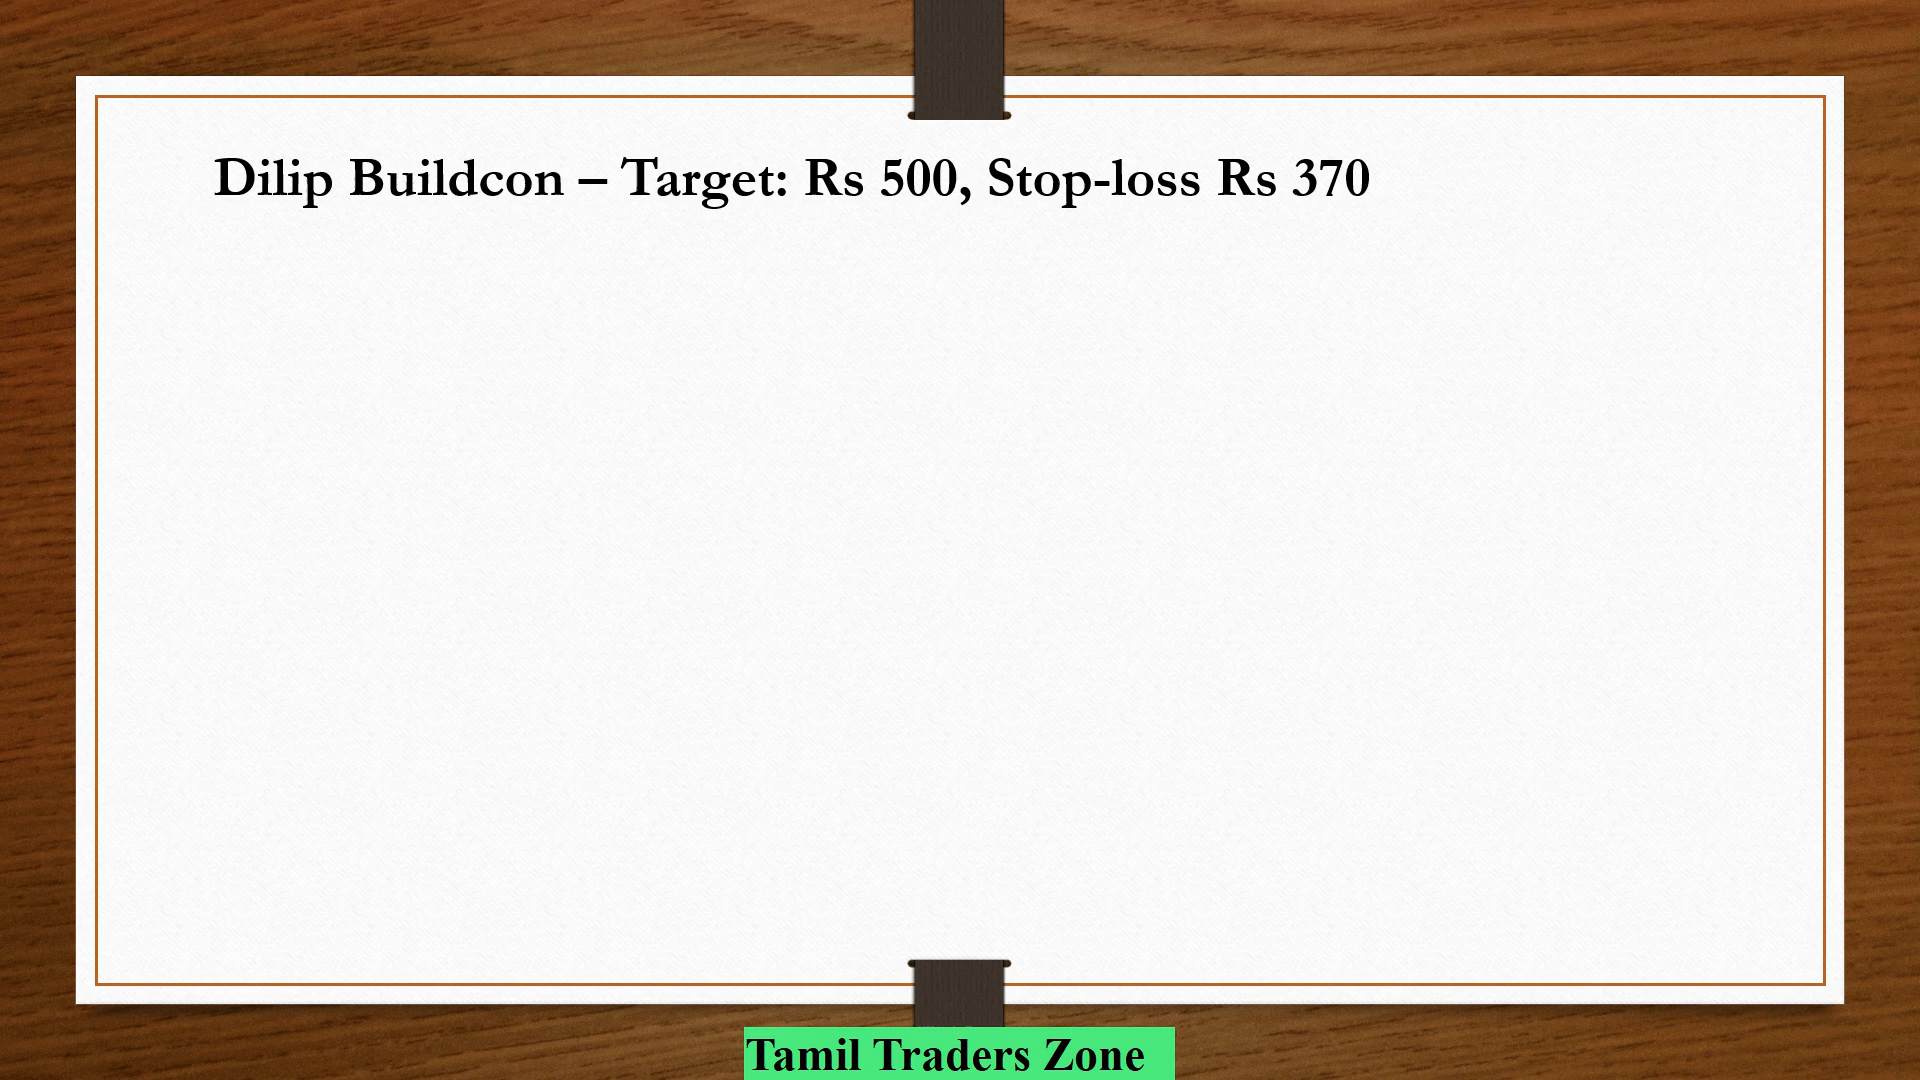 Dilip Buildcon – Target: Rs 500, Stop-loss Rs 370
Tamil Traders Zone